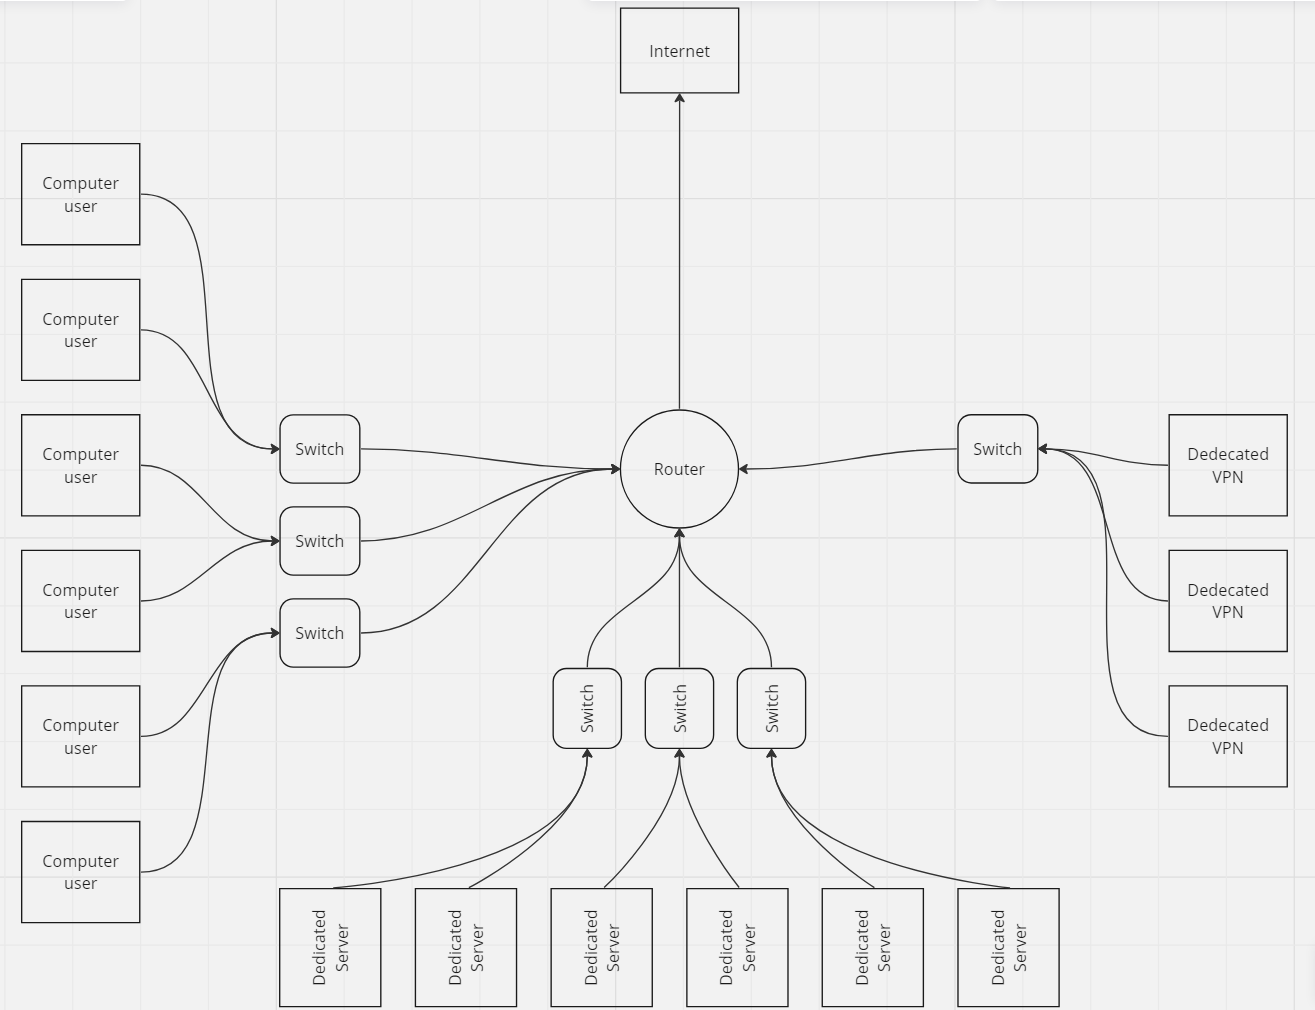 Internet
Computer
user
Computer
user
Computer
user
Computer
user
Computer
user
Computer
user
Switch
Switch
Switch
Router
Switch
Dedecated
VPN
Dedecated
VPN
Dedecated
VPN
Switch
Switch
Switch
Dedicated
Server
Dedicated
Server
Dedicated
Server
Dedicated
Server
Dedicated
Server
Dedicated
Server